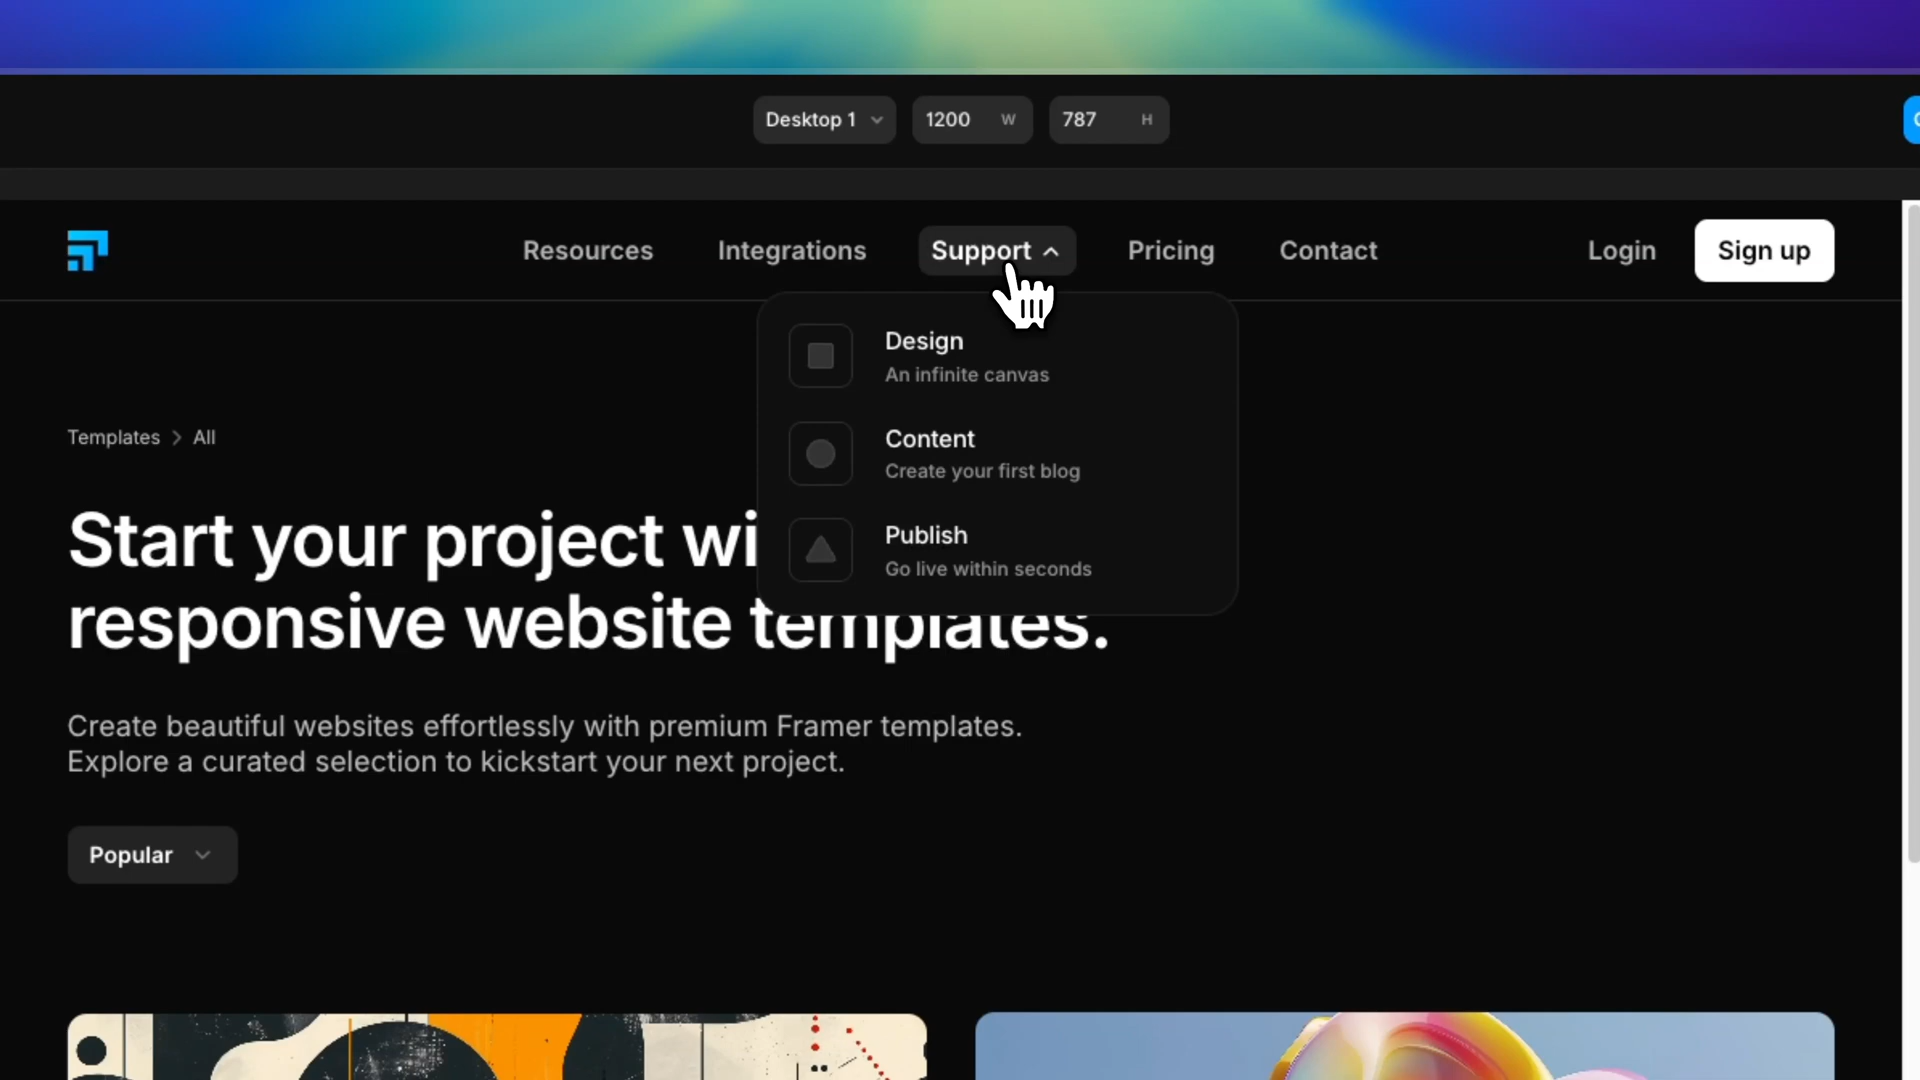 Desktop 1
1200 W
787 H
Resources
Integrations
Support
Pricing
Contact
Login
Sign up
Design
An infinite canvas
Content
Create your first blog
Publish
Go live within seconds
Templates > All
Start your project wi
responsive website templates.
Create beautiful websites effortlessly with premium Framer templates.
Explore a curated selection to kickstart your next project.
Popular